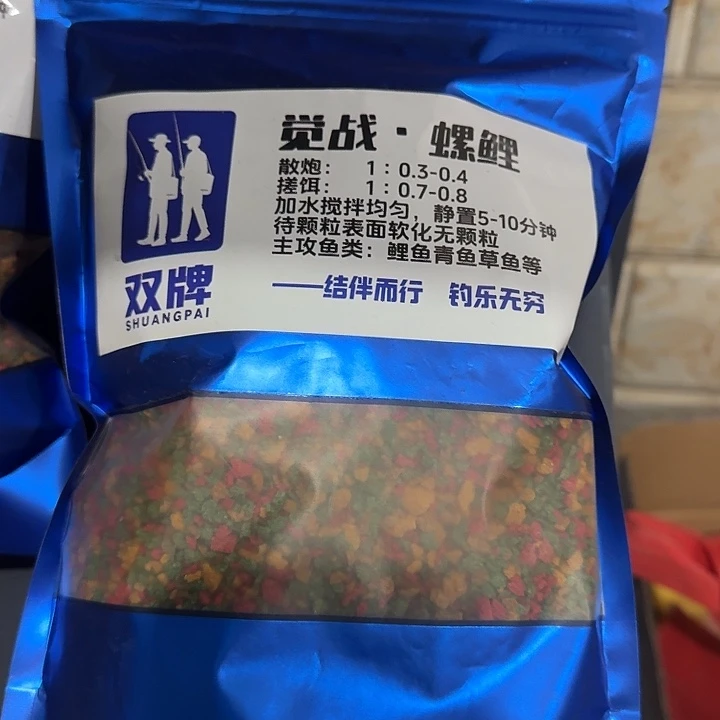 觉战·螺鲤
散炮： 1：0.3-0.4
搓饵： 1：0.7-0.8
加水搅拌均匀，静置5-10分钟
待颗粒表面软化无颗粒
主攻鱼类：鲤鱼青鱼草鱼等
——结伴而行 钓乐无穷
双牌
SHUANGPAI